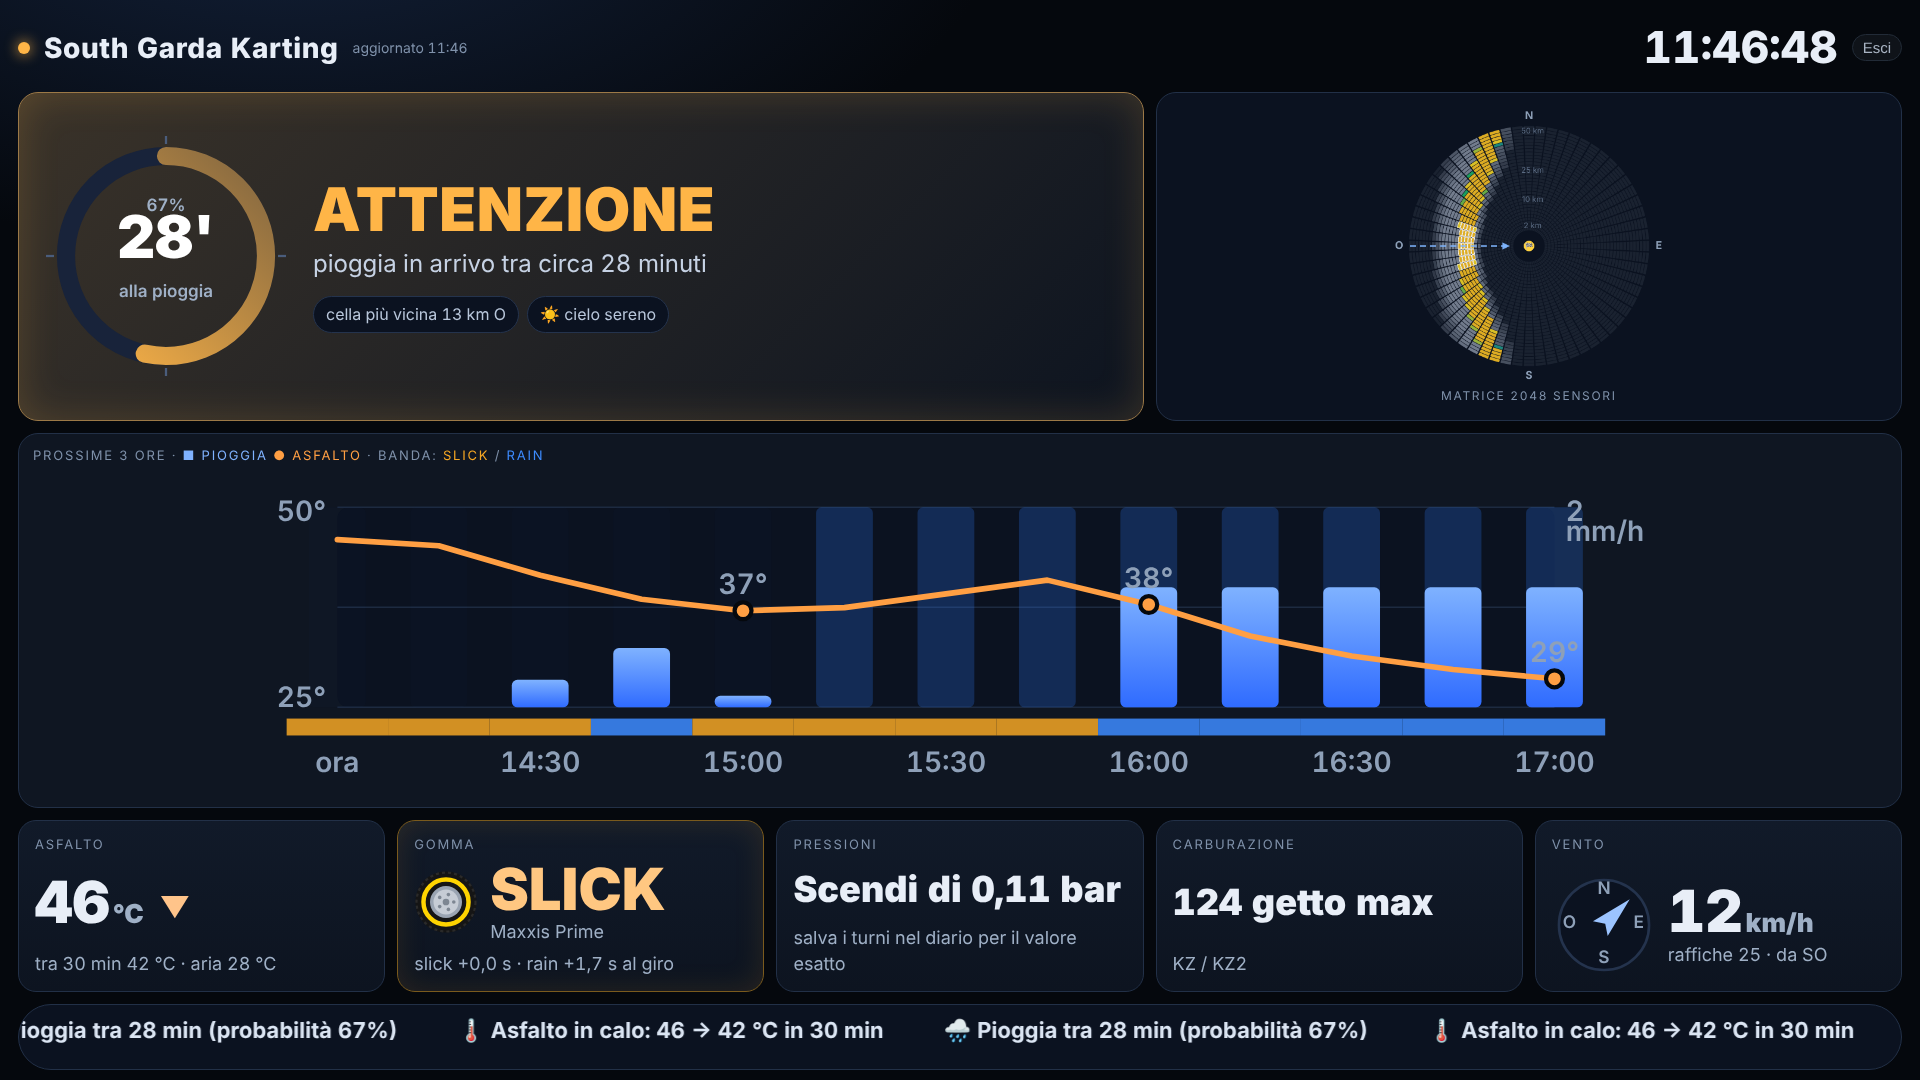 South Garda Karting
aggiornato 11:46
11:46:48
Esci
67%
28'
alla pioggia
ATTENZIONE
pioggia in arrivo tra circa 28 minuti
cella più vicina 13 km O
cielo sereno
N
50 km
25 km
10 km
2 km
O
E
S
MATRICE 2048 SENSORI
PROSSIME 3 ORE · PIOGGIA ASFALTO · BANDA: SLICK / RAIN
50°
2
mm/h
37°
38°
29°
25°
ora
14:30
15:00
15:30
16:00
16:30
17:00
ASFALTO
46 °C
tra 30 min 42 °C · aria 28 °C
GOMMA
SLICK
Maxxis Prime
slick +0,0 s · rain +1,7 s al giro
PRESSIONI
Scendi di 0,11 bar
salva i turni nel diario per il valore
esatto
CARBURAZIONE
124 getto max
KZ / KZ2
VENTO
N
O
E
S
12 km/h
raffiche 25 · da SO
ioggia tra 28 min (probabilità 67%)
Asfalto in calo: 46 → 42 °C in 30 min
Pioggia tra 28 min (probabilità 67%)
Asfalto in calo: 46 → 42 °C in 30 min